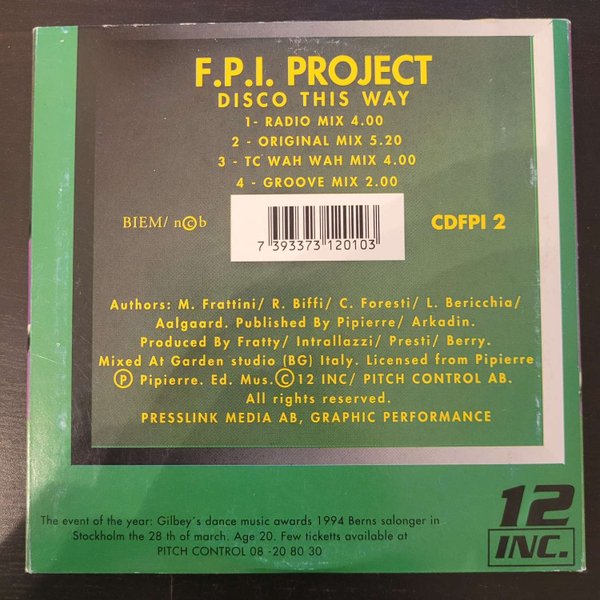 F.P.I. PROJECT
DISCO THIS WAY
1- RADIO MIX 4.00
2 - ORIGINAL MIX 5.20
3 - TC WAH WAH MIX 4.00
4 - GROOVE MIX 2.00
BIEM/ n©b
7 393373 120103
CDFPI 2
Authors: M. Frattini/ R. Biffi/ C. Foresti/ L. Bericchia/
Aalgaard. Published By Pipierre/ Arkadin.
Produced By Fratty/ Intrallazzi/ Presti/ Berry.
Mixed At Garden studio (BG) Italy. Licensed from Pipierre
Ⓟ Pipierre. Ed. Mus.©12 INC/ PITCH CONTROL AB.
All rights reserved.
PRESSLINK MEDIA AB, GRAPHIC PERFORMANCE
12
INC.
The event of the year: Gilbey´s dance music awards 1994 Berns salonger in
Stockholm the 28 th of march. Age 20. Few tickets available at
PITCH CONTROL 08 -20 80 30